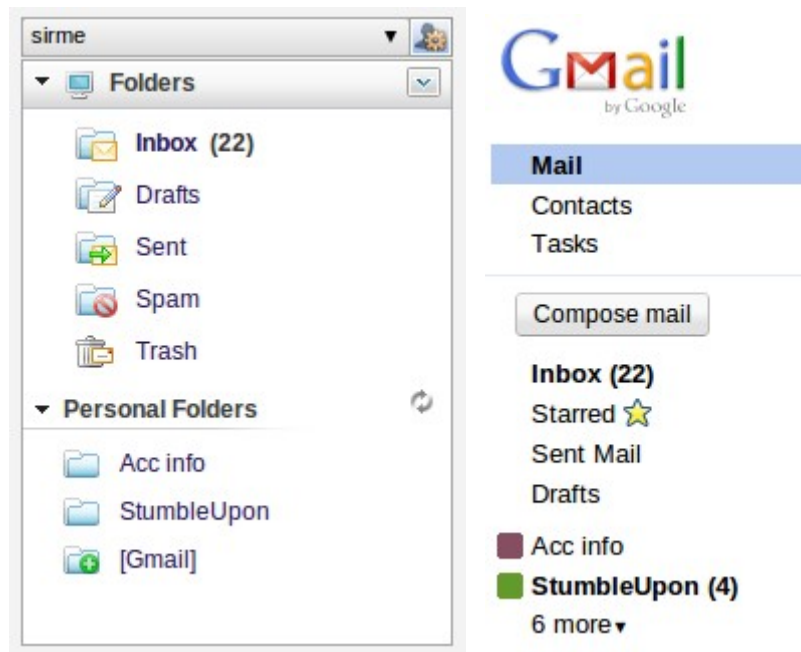 sirme
Folders
Inbox (22)
Drafts
Sent
Spam
Trash
Personal Folders
Acc info
StumbleUpon
[Gmail]
GMail
by Google
Mail
Contacts
Tasks
Compose mail
Inbox (22)
Starred
Sent Mail
Drafts
Acc info
StumbleUpon (4)
6 more